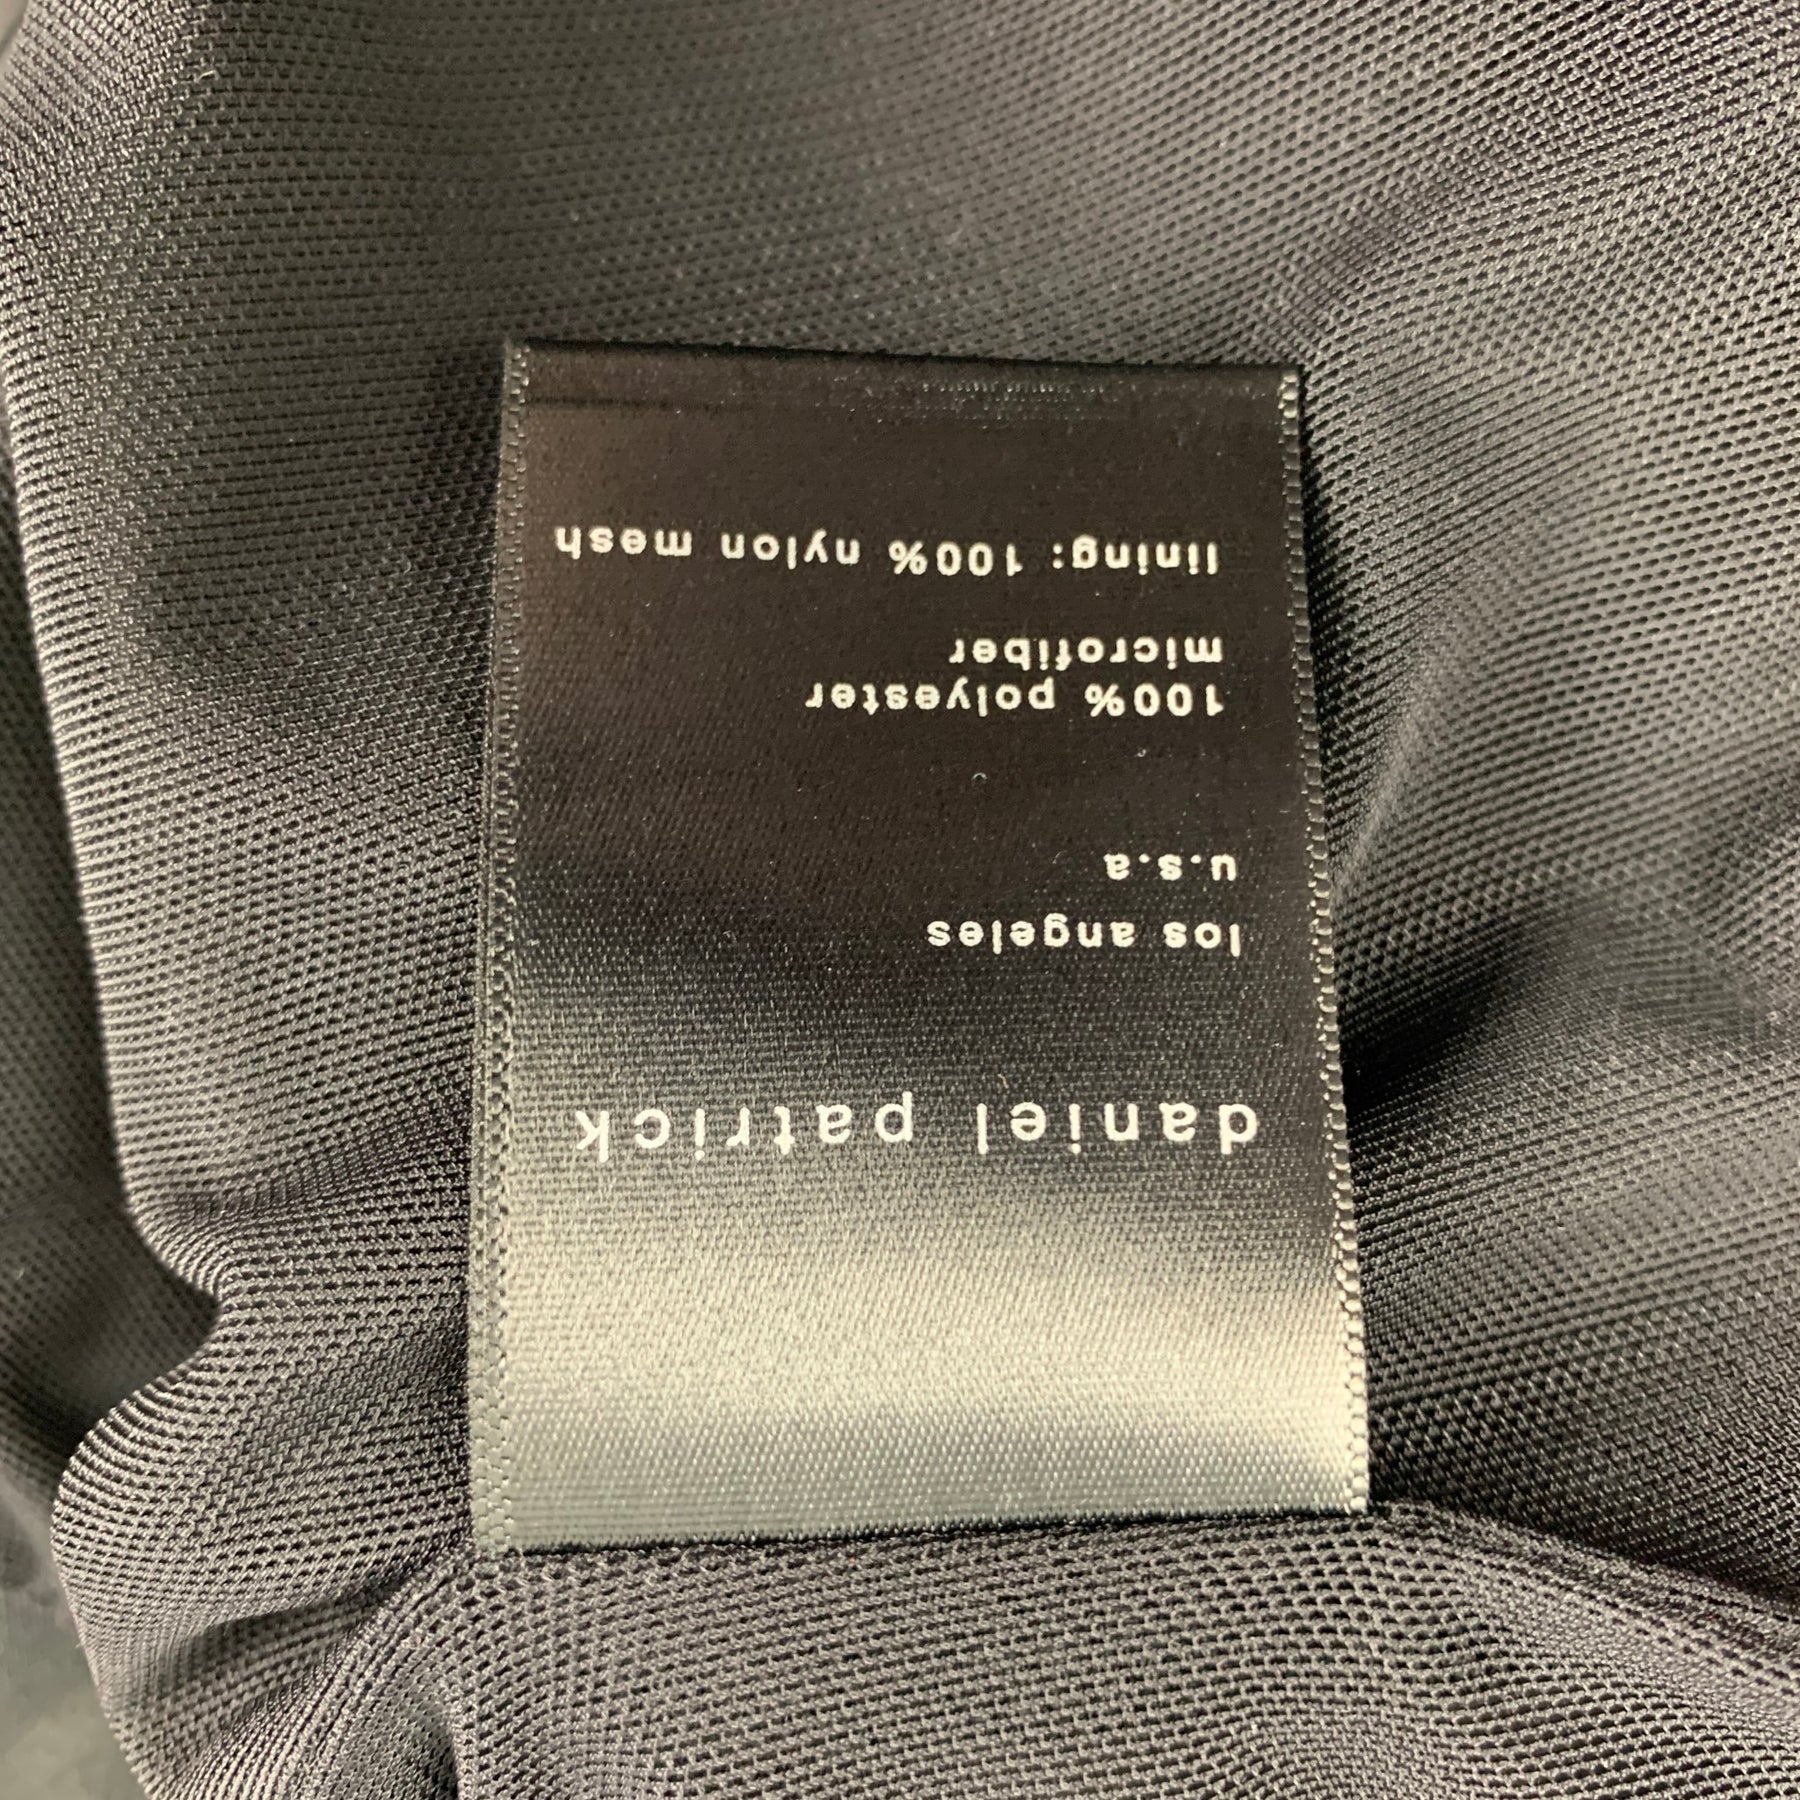 daniel patrick
los angeles
u.s.a
100% polyester
microfiber
lining: 100% nylon mesh